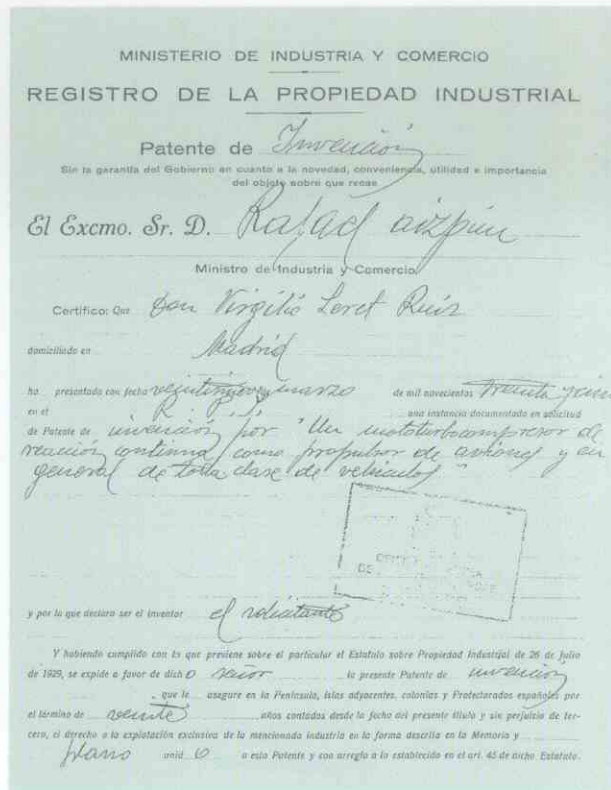 MINISTERIO DE INDUSTRIA Y COMERCIO
REGISTRO DE LA PROPIEDAD INDUSTRIAL
Patente de Invención
Sin la garantía del Gobierno en cuanto a la novedad, conveniencia, utilidad e importancia
del objeto sobre que recae
El Excmo. Sr. D. Rafael aizpún
Ministro de Industria y Comercio
Certifico: Que Don Virgilio Leret Ruiz
domiciliado en Madrid
ha presentado con fecha veintinueve marzo de mil novecientos treinta y cin
en el R. una instancia documentada en solicitud
de Patente de invención por "Un mototurbocompresor de
reacción continua, como propulsor de aviones y en
general de toda clase de vehículos"
y por la que declara ser el inventor el solicitante
Y habiendo cumplido con lo que previene sobre el particular el Estatuto sobre Propiedad Industrial de 26 de Julio
de 1929, se expide a favor de dicho señor la presente Patente de invención
que le asegure en la Península, islas adyacentes, colonias y Protectorados españoles por
el término de veinte años contados desde la fecha del presente título y sin perjuicio de ter-
cero, el derecho a la explotación exclusiva de la mencionada industria en la forma descrita en la Memoria y
plano unido a esta Patente y con arreglo a lo establecido en el art. 45 de dicho Estatuto.